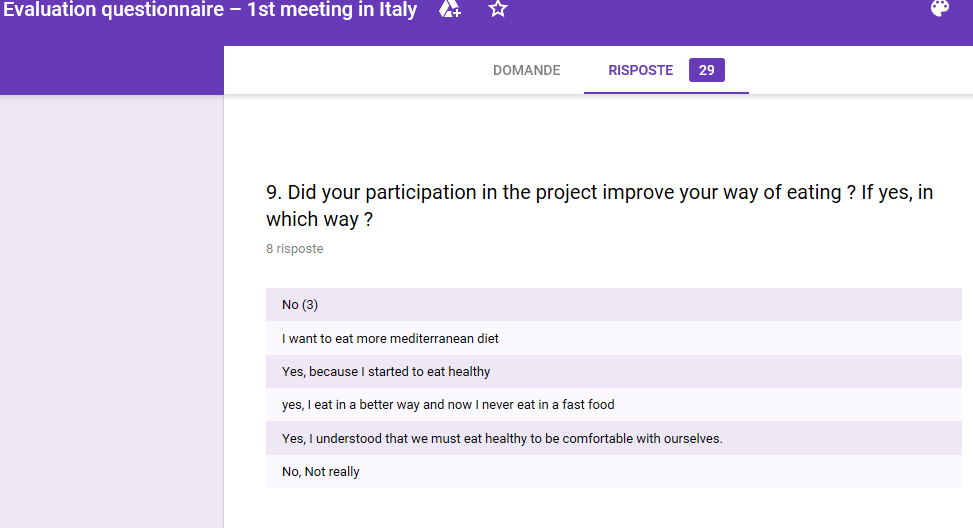 Evaluation questionnaire – 1st meeting in Italy
DOMANDE RISPOSTE 29
9. Did your participation in the project improve your way of eating ? If yes, in
which way ?
8 risposte
No (3)
I want to eat more mediterranean diet
Yes, because I started to eat healthy
yes, I eat in a better way and now I never eat in a fast food
Yes, I understood that we must eat healthy to be comfortable with ourselves.
No, Not really